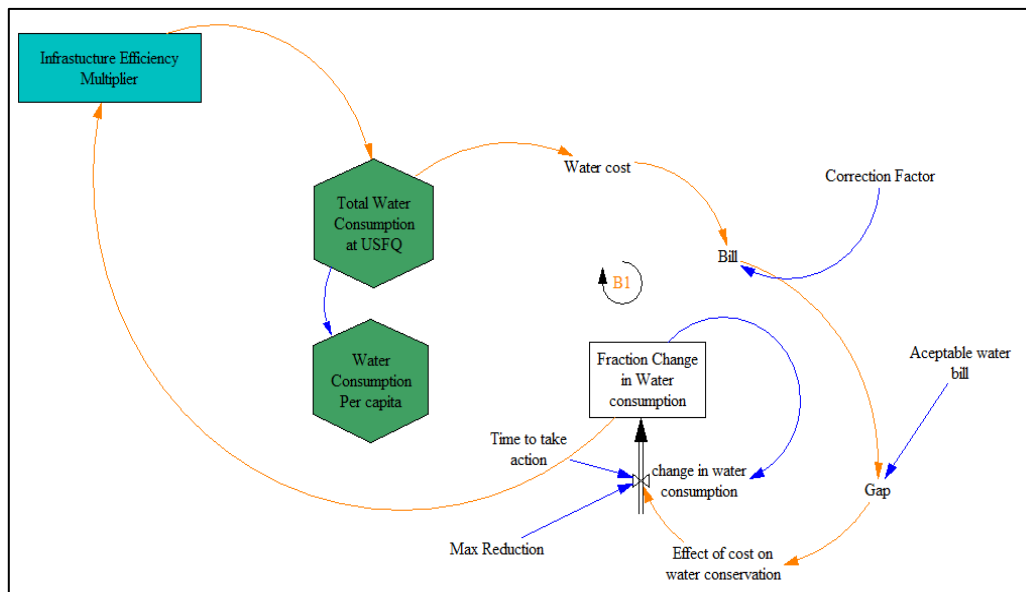 Infrastucture Efficiency
Multiplier
Total Water
Consumption
at USFQ
Water cost
Correction Factor
Bill
B1
Water
Consumption
Per capita
Fraction Change
in Water
consumption
Aceptable water
bill
Time to take
action
change in water
consumption
Gap
Max Reduction
Effect of cost on
water conservation